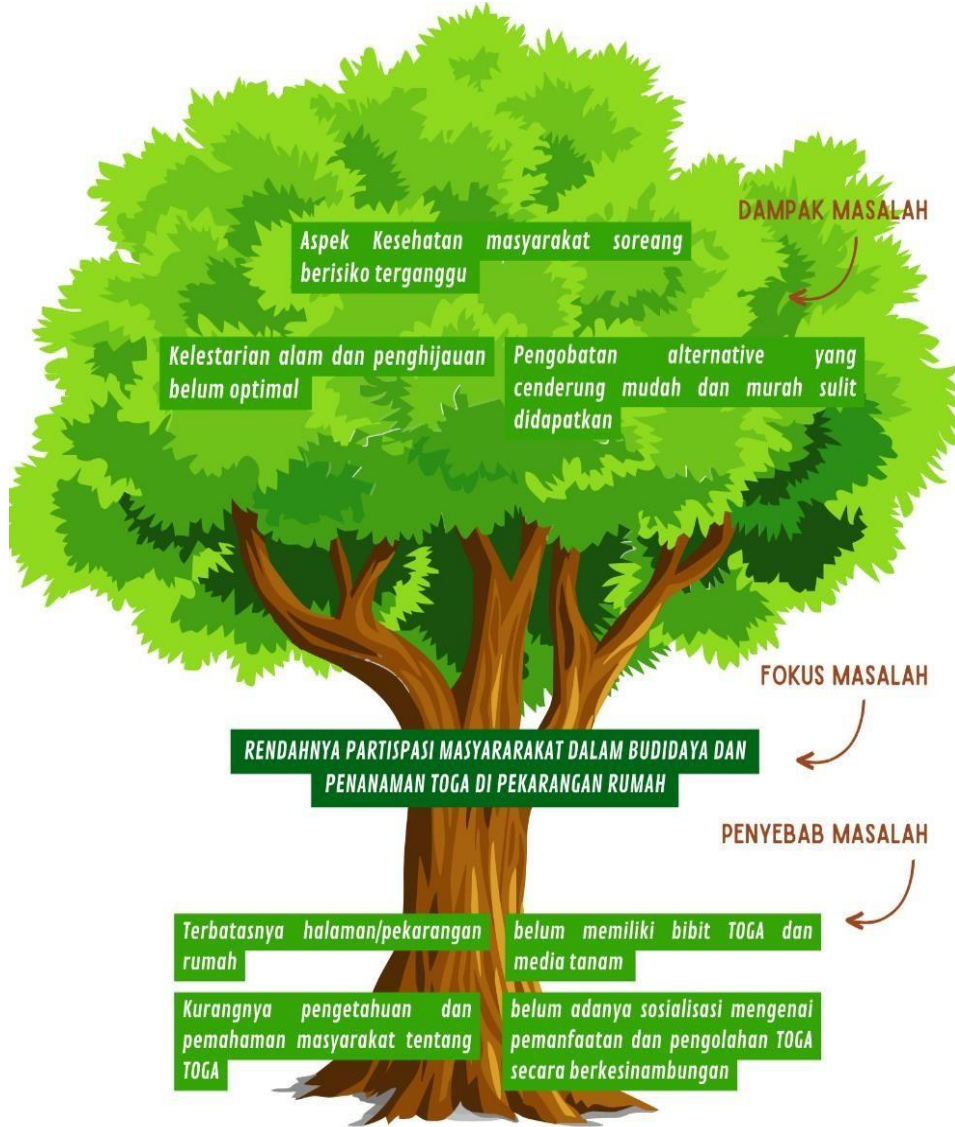 DAMPAK MASALAH
Aspek Kesehatan masyarakat soreang
berisiko terganggu
Kelestarian alam dan penghijauan
belum optimal
Pengobatan alternative yang
cenderung mudah dan murah sulit
didapatkan
FOKUS MASALAH
RENDAHNYA PARTISPASI MASYARARAKAT DALAM BUDIDAYA DAN
PENANAMAN TOGA DI PEKARANGAN RUMAH
PENYEBAB MASALAH
Terbatasnya halaman/pekarangan
rumah
belum memiliki bibit TOGA dan
media tanam
Kurangnya pengetahuan dan
pemahaman masyarakat tentang
TOGA
belum adanya sosialisasi mengenai
pemanfaatan dan pengolahan TOGA
secara berkesinambungan